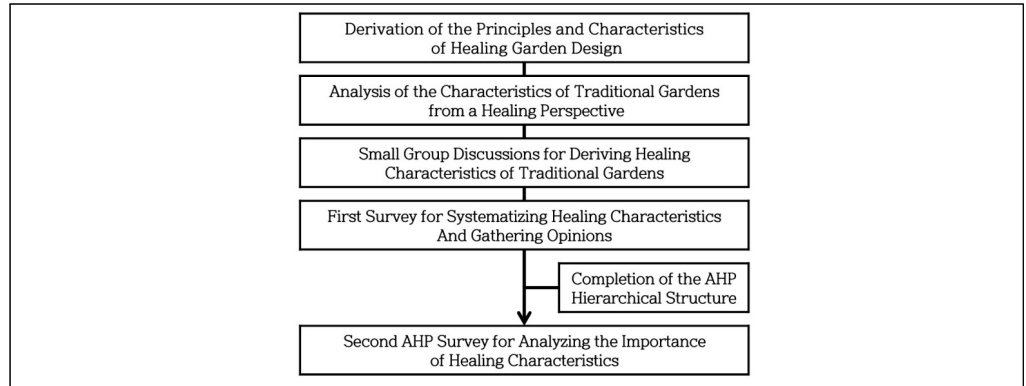 Derivation of the Principles and Characteristics
of Healing Garden Design
Analysis of the Characteristics of Traditional Gardens
from a Healing Perspective
Small Group Discussions for Deriving Healing
Characteristics of Traditional Gardens
First Survey for Systematizing Healing Characteristics
And Gathering Opinions
Completion of the AHP
Hierarchical Structure
Second AHP Survey for Analyzing the Importance
of Healing Characteristics